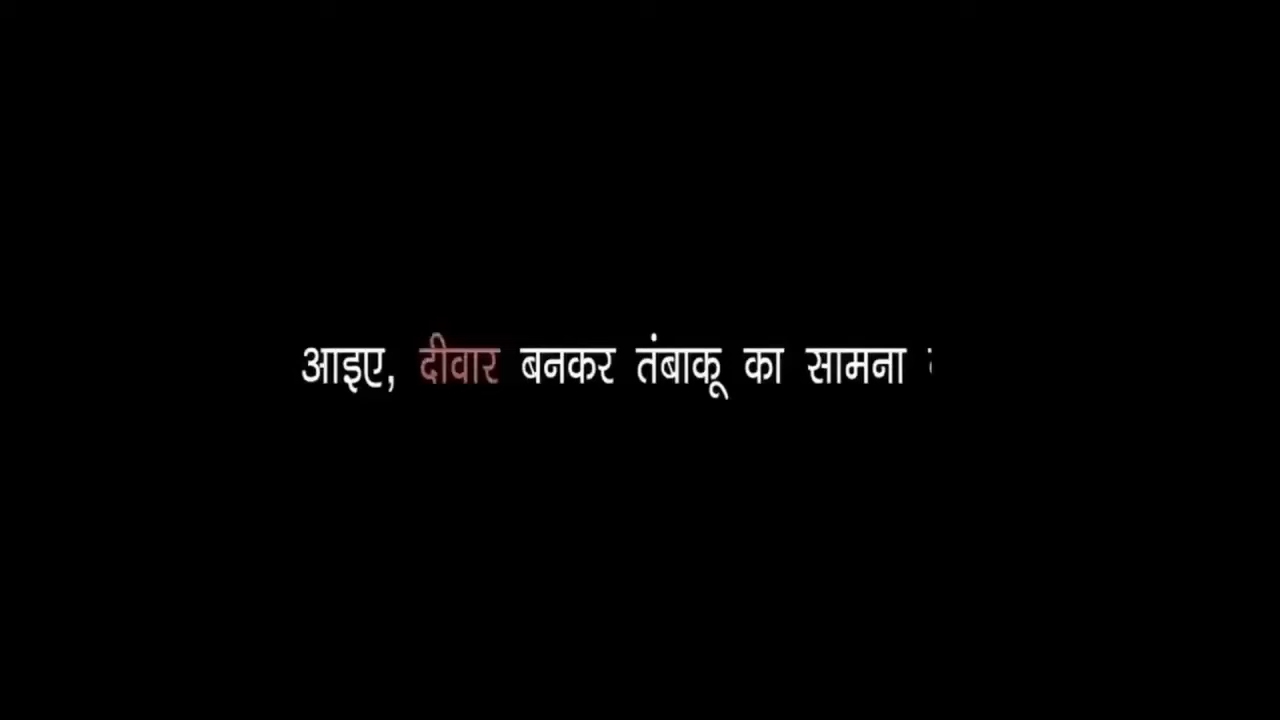 आइए, दीवार बनकर तंबाकू का सामना